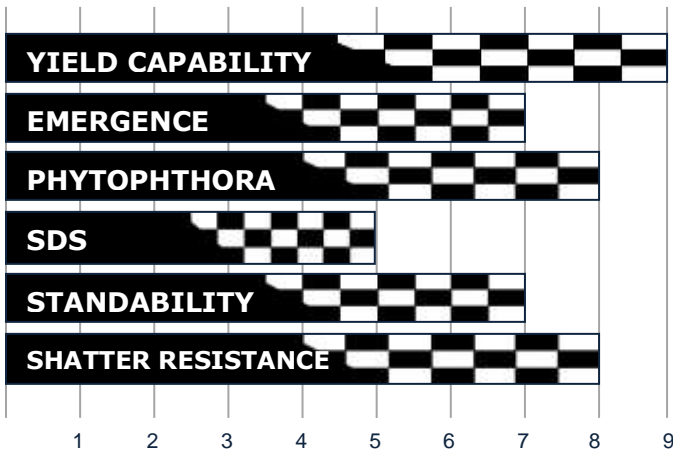 YIELD CAPABILITY
EMERGENCE
PHYTOPHTHORA
SDS
STANDABILITY
SHATTER RESISTANCE
1 2 3 4 5 6 7 8 9